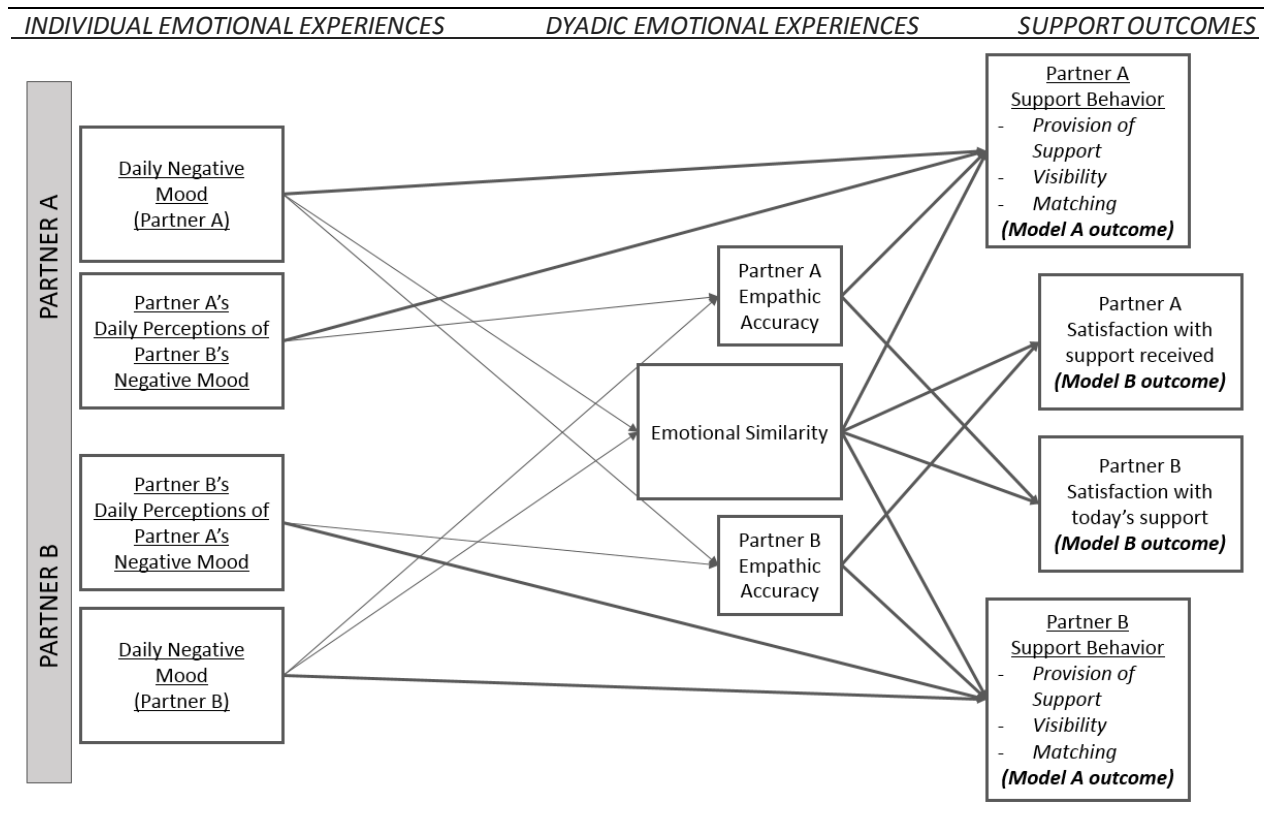 INDIVIDUAL EMOTIONAL EXPERIENCES
DYADIC EMOTIONAL EXPERIENCES
SUPPORT OUTCOMES
PARTNER A
Daily Negative
Mood
(Partner A)
Partner A’s
Daily Perceptions of
Partner B’s
Negative Mood
PARTNER B
Partner B’s
Daily Perceptions of
Partner A’s
Negative Mood
Daily Negative
Mood
(Partner B)
Partner A
Empathic
Accuracy
Emotional Similarity
Partner B
Empathic
Accuracy
Partner A
Support Behavior
- Provision of
Support
- Visibility
- Matching
(Model A outcome)
Partner A
Satisfaction with
support received
(Model B outcome)
Partner B
Satisfaction with
today’s support
(Model B outcome)
Partner B
Support Behavior
- Provision of
Support
- Visibility
- Matching
(Model A outcome)